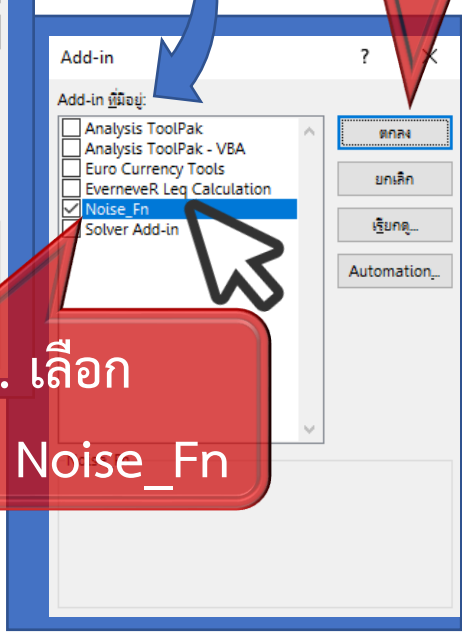 Add-in
?
X
Add-in ที่มีอยู่:
Analysis ToolPak
Analysis ToolPak - VBA
Euro Currency Tools
EverneveR Leq Calculation
Noise_Fn
Solver Add-in
ตกลง
ยกเลิก
เรียกดู...
Automation...
. เลือก
Noise_Fn
Noise_Fn